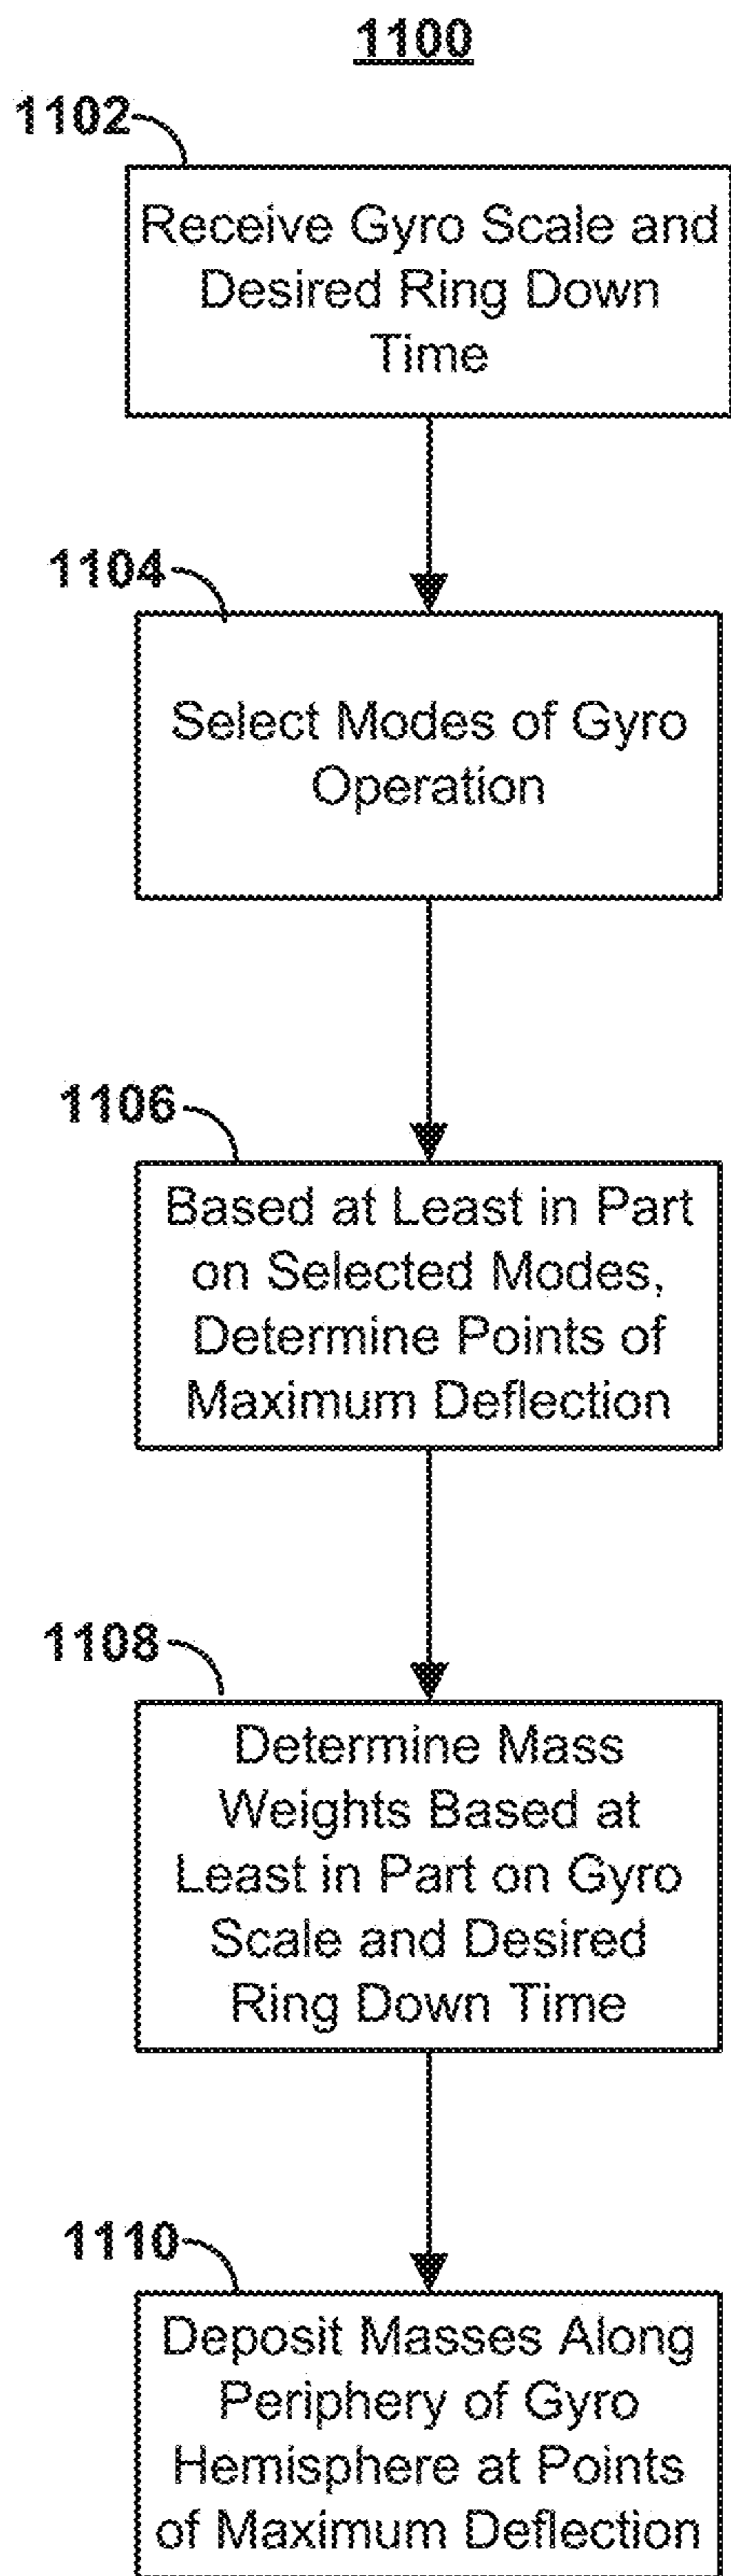 1100
1102
Receive Gyro Scale and
Desired Ring Down
Time
1104
Select Modes of Gyro
Operation
1106
Based at Least in Part
on Selected Modes,
Determine Points of
Maximum Deflection
1108
Determine Mass
Weights Based at
Least in Part on Gyro
Scale and Desired
Ring Down Time
1110
Deposit Masses Along
Periphery of Gyro
Hemisphere at Points
of Maximum Deflection